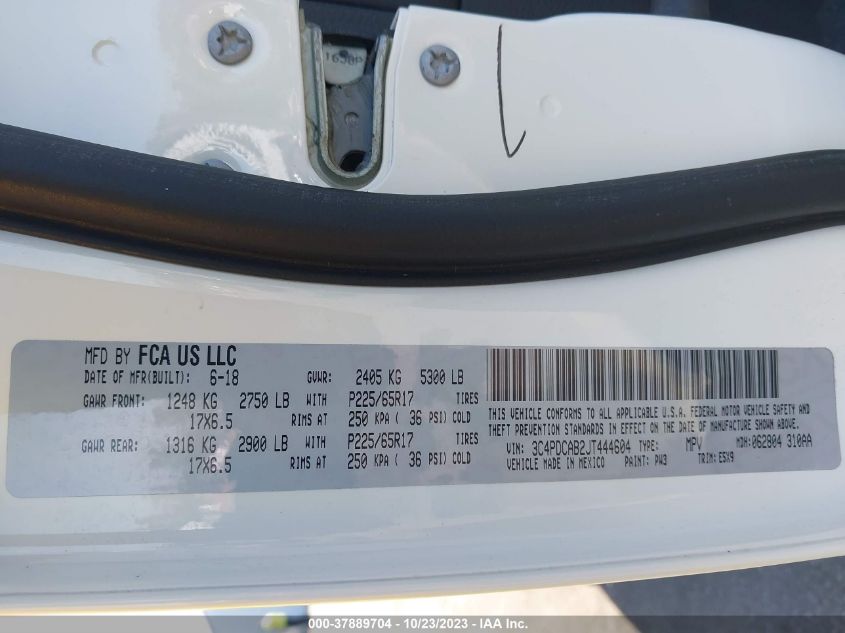 1630P
MFD BY FCA US LLC
DATE OF MFR(BUILT): 6-18 GVWR: 2405 KG 5300 LB
GAWR FRONT: 1248 KG 2750 LB WITH P225/65R17 TIRES
17X6.5 RIMS AT 250 KPA ( 36 PSI) COLD
GAWR REAR: 1316 KG 2900 LB WITH P225/65R17 TIRES
17X6.5 RIMS AT 250 KPA ( 36 PSI) COLD
THIS VEHICLE CONFORMS TO ALL APPLICABLE U.S.A. FEDERAL MOTOR VEHICLE SAFETY AND
THEFT PREVENTION STANDARDS IN EFFECT ON THE DATE OF MANUFACTURE SHOWN ABOVE.
VIN: 3C4PDCAB2JT444604 TYPE: MPV MDH: 062804 310AA
VEHICLE MADE IN MEXICO PAINT: PW3 TRIM: E5X9
000-37889704 - 10/23/2023 - IAA Inc.